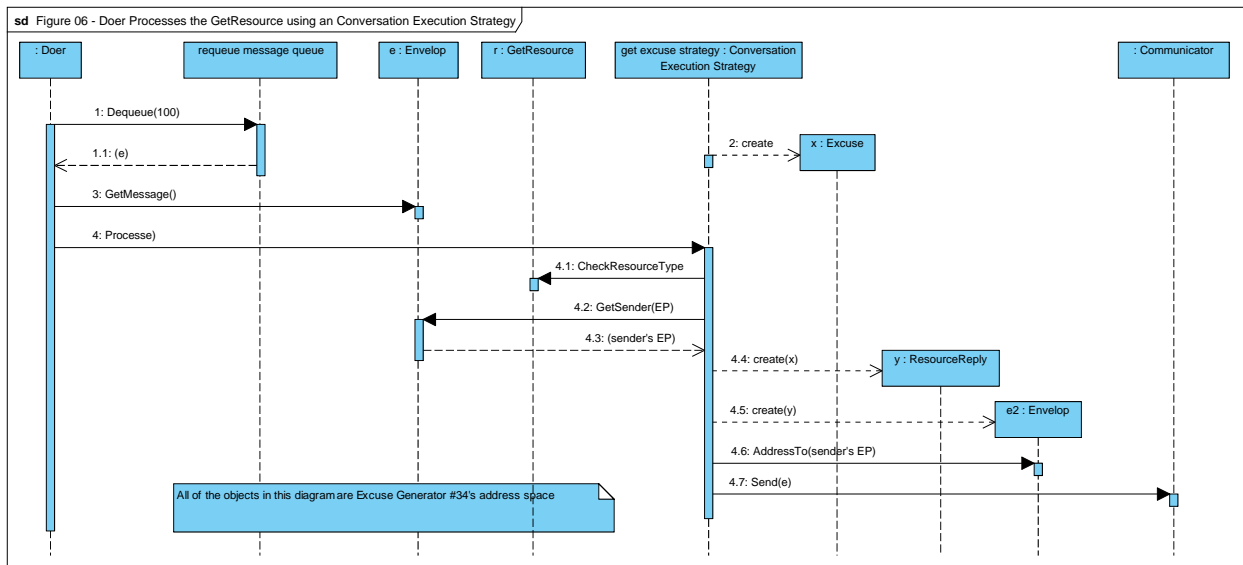 sd Figure 06 - Doer Processes the GetResource using an Conversation Execution Strategy
: Doer
requeue message queue
e : Envelop
r : GetResource
get excuse strategy : Conversation
Execution Strategy
: Communicator
1: Dequeue(100)
2: create
x : Excuse
1.1: (e)
3: GetMessage()
4: Processe)
4.1: CheckResourceType
4.2: GetSender(EP)
4.3: (sender's EP)
4.4: create(x)
y : ResourceReply
4.5: create(y)
e2 : Envelop
4.6: AddressTo(sender's EP)
4.7: Send(e)
All of the objects in this diagram are Excuse Generator #34's address space